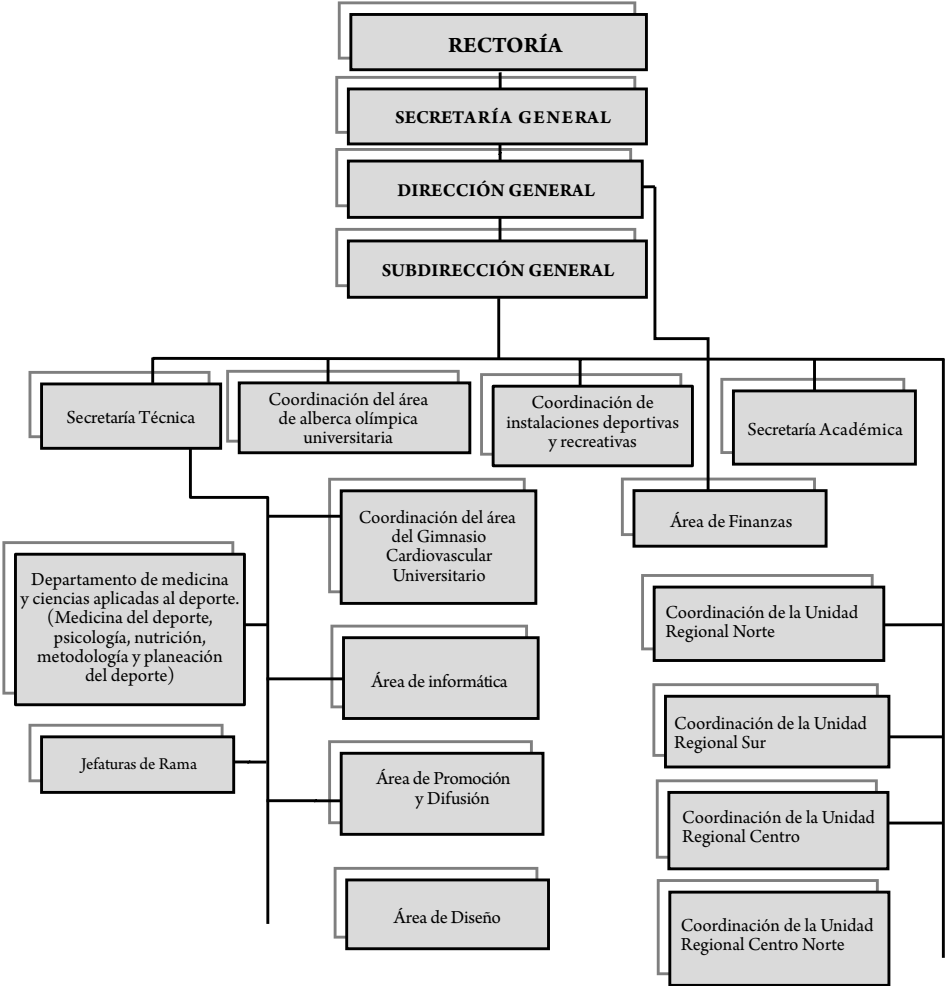 RECTORÍA
SECRETARÍA GENERAL
DIRECCIÓN GENERAL
SUBDIRECCIÓN GENERAL
Secretaría Técnica
Coordinación del área
de alberca olímpica
universitaria
Coordinación de
instalaciones deportivas
y recreativas
Secretaría Académica
Coordinación del área
del Gimnasio
Cardiovascular
Universitario
Área de Finanzas
Departamento de medicina
y ciencias aplicadas al deporte.
(Medicina del deporte,
psicología, nutrición,
metodología y planeación
del deporte)
Coordinación de la Unidad
Regional Norte
Área de informática
Coordinación de la Unidad
Regional Sur
Jefaturas de Rama
Área de Promoción
y Difusión
Coordinación de la Unidad
Regional Centro
Área de Diseño
Coordinación de la Unidad
Regional Centro Norte